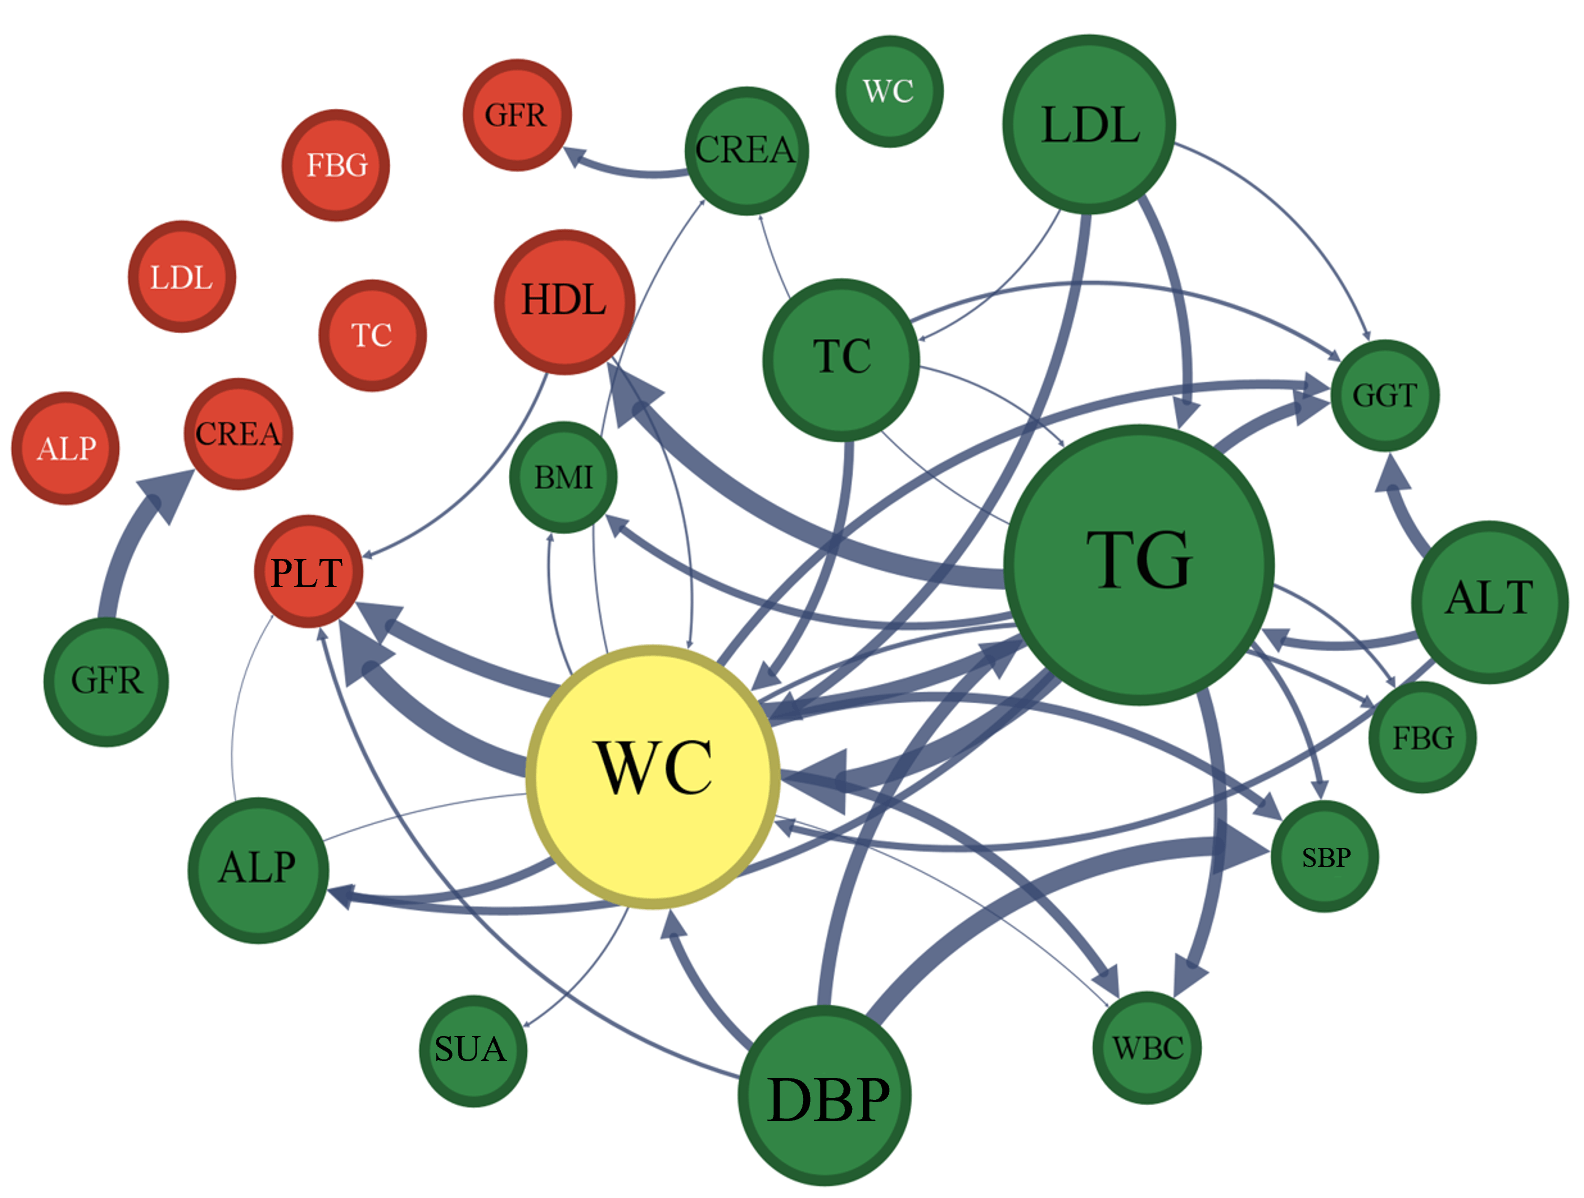 WC
LDL
GFR
CREA
FBG
LDL
HDL
TC
TC
GGT
ALP
CREA
BMI
TG
PLT
ALT
GFR
WC
FBG
ALP
SBP
SUA
WBC
DBP